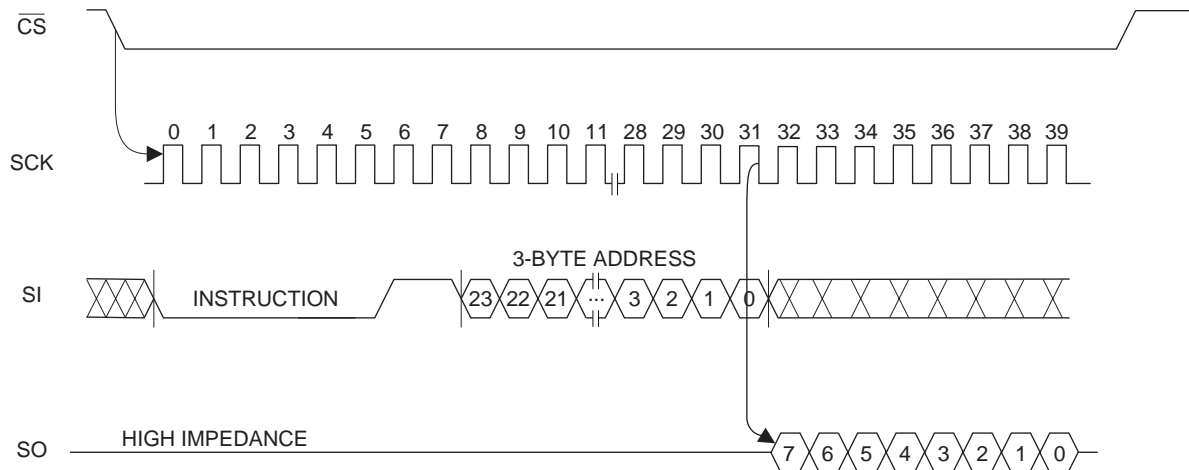 CS
0 1 2 3 4 5 6 7 8 9 10 11 28 29 30 31 32 33 34 35 36 37 38 39
SCK
3-BYTE ADDRESS
SI INSTRUCTION 23 22 21 ... 3 2 1 0
HIGH IMPEDANCE
SO 7 6 5 4 3 2 1 0